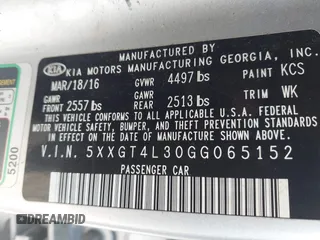 MANUFACTURED BY
KIA KIA MOTORS MANUFACTURING GEORGIA, INC.
MAR/18/16 GVWR 4497 lbs PAINT KCS
GAWR FRONT 2557 lbs GAWR REAR 2513 lbs TRIM WK
THIS VEHICLE CONFORMS TO ALL APPLICABLE U.S.A. FEDERAL
MOTOR VEHICLE SAFETY, BUMPER, AND THEFT PREVENTION
STANDARDS IN EFFECT ON THE DATE OF MANUFACTURE SHOWN ABOVE.
V.I.N. 5XXGT4L30GG065152
PASSENGER CAR
5200
DREAMBID